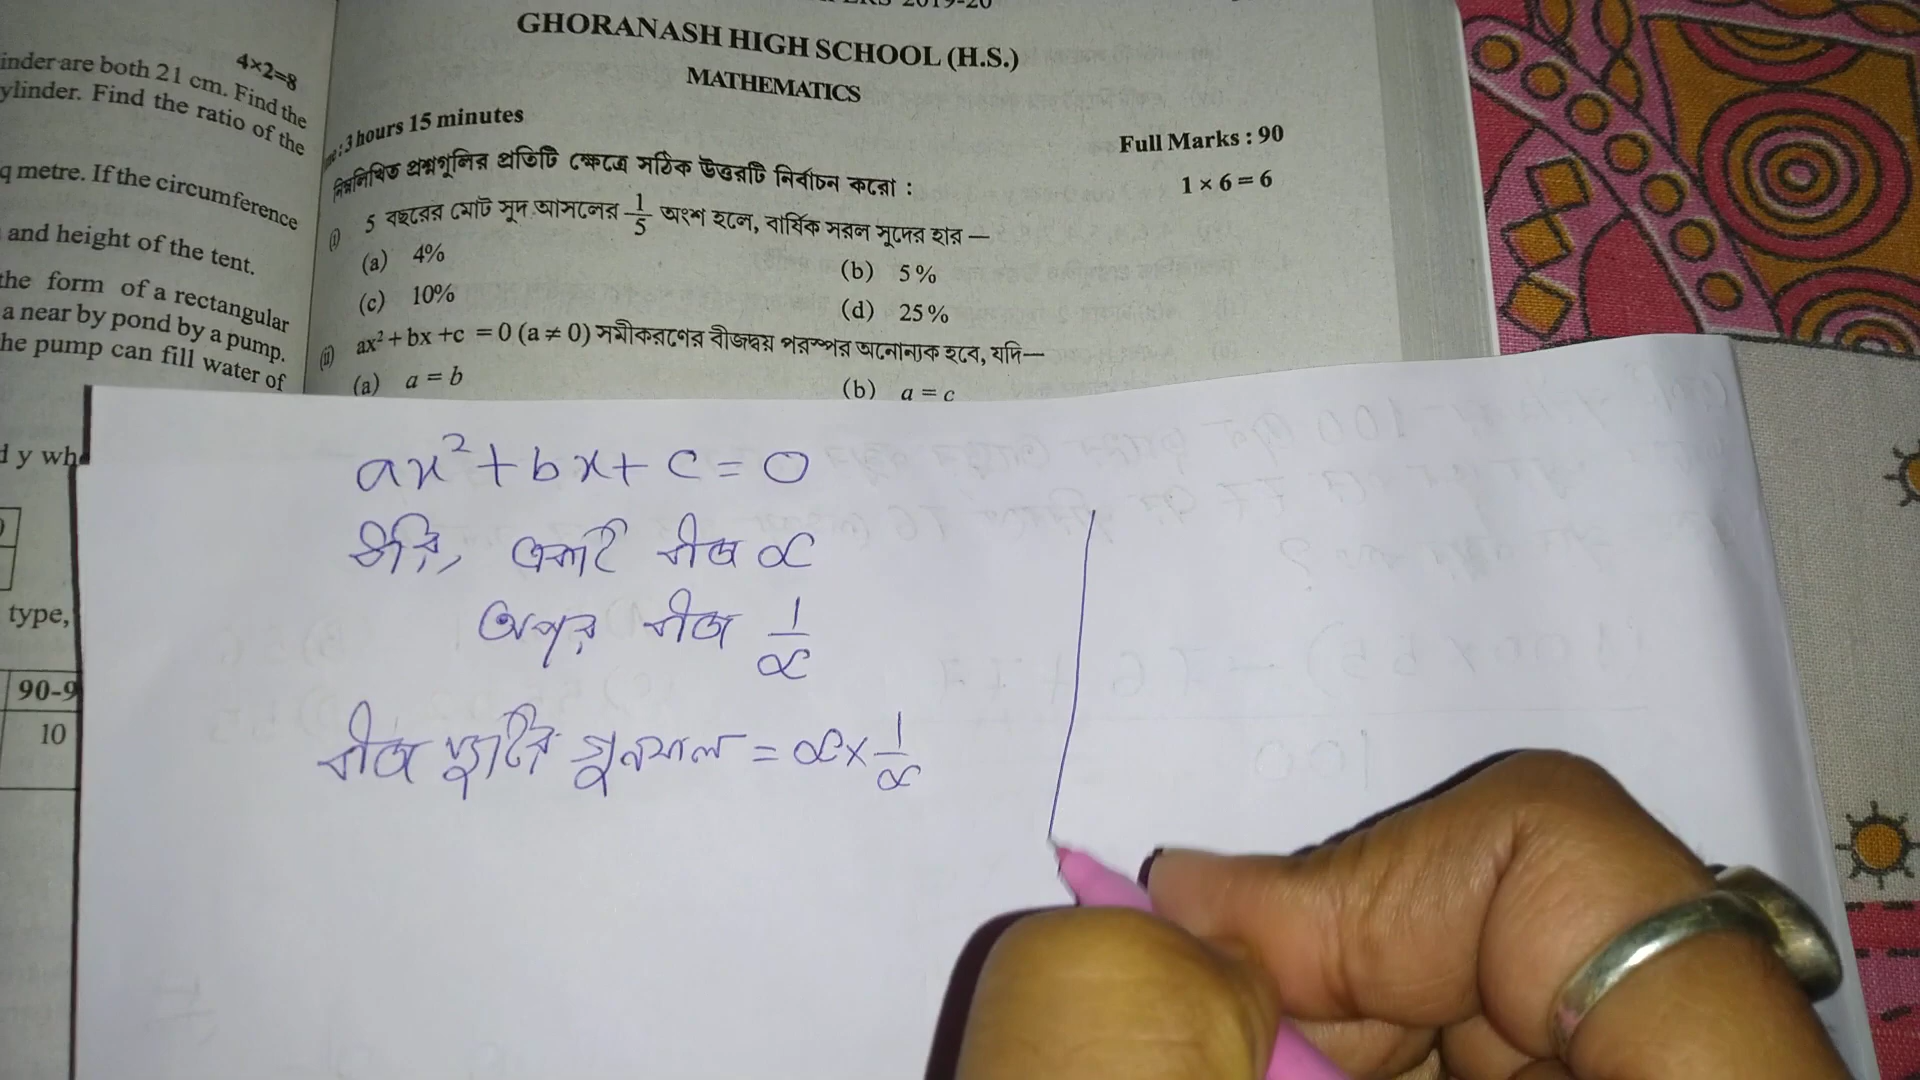 4×2=8
inder are both 21 cm. Find the
ylinder. Find the ratio of the
q metre. If the circumference
and height of the tent.
the form of a rectangular
a near by pond by a pump.
he pump can fill water of
d y wh
type,
90-9
10
2019-20
GHORANASH HIGH SCHOOL (H.S.)
MATHEMATICS
: 3 hours 15 minutes
Full Marks : 90
নিম্নলিখিত প্রশ্নগুলির প্রতিটি ক্ষেত্রে সঠিক উত্তরটি নির্বাচন করো :
1 × 6 = 6
(i) 5 বছরের মোট সুদ আসলের 1/5 অংশ হলে, বার্ষিক সরল সুদের হার —
(a) 4%
(b) 5%
(c) 10%
(d) 25%
(ii) ax² + bx +c = 0 (a ≠ 0) সমীকরণের বীজদ্বয় পরস্পর অনোন্যক হবে, যদি—
(a) a = b
(b) a = c
ax² + bx + c = 0
ধরি, একটি বীজ ∝
অপর বীজ 1/∝
বীজ দুটির গুনফল = ∝ × 1/∝